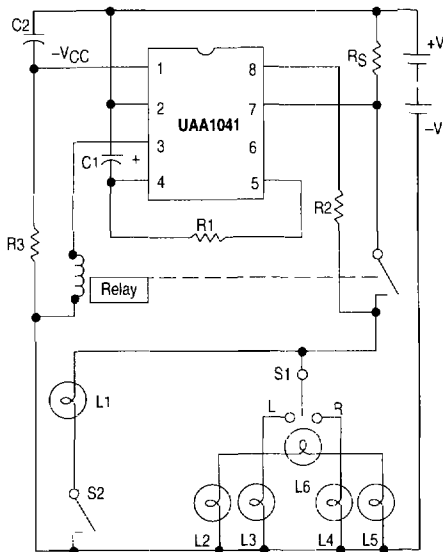 C2
–VCC
+V
RS
–V
1
8
2
7
UAA1041
3
6
C1
+
4
5
R1
R2
R3
Relay
S1
L
R
L1
L6
S2
L2
L3
L4
L5